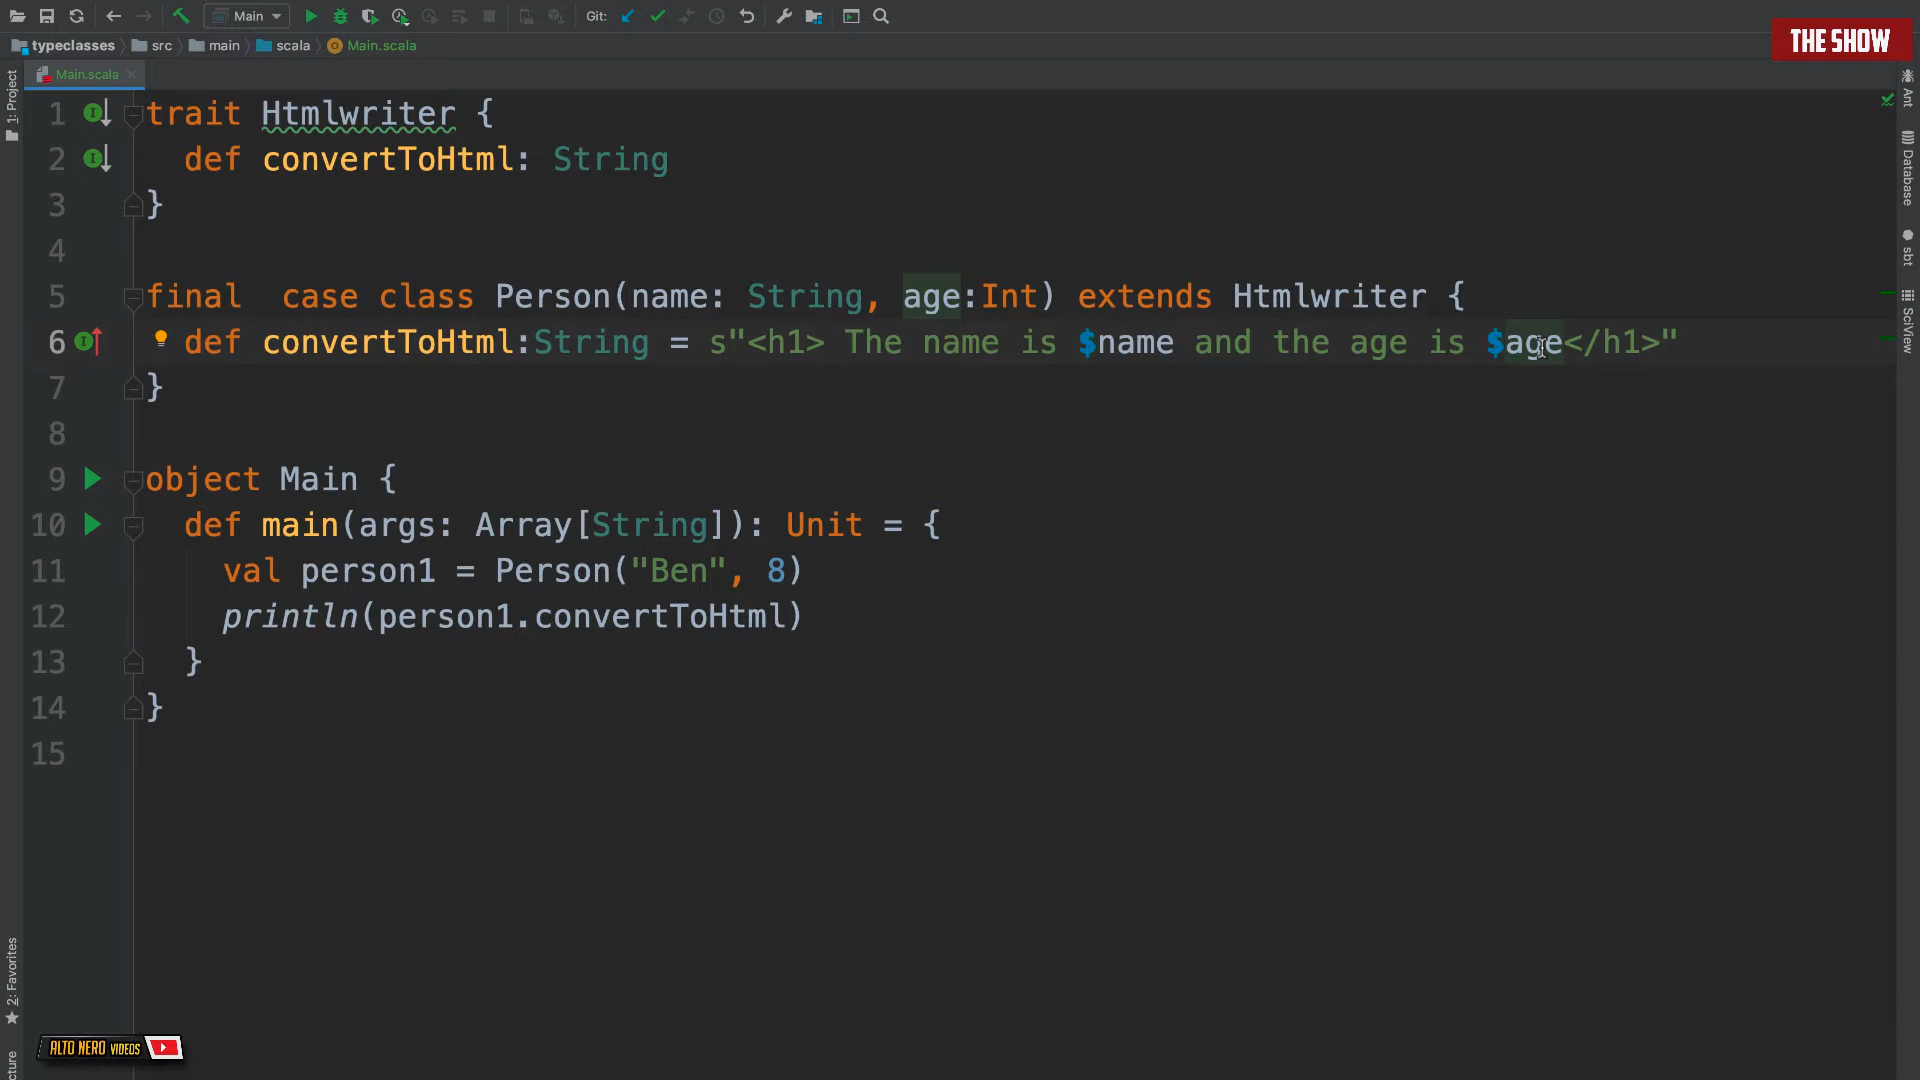 Main
Git:
THE SHOW
typeclasses
src
main
scala
Main.scala
Main.scala
1: Project
Ant
Database
sbt
SciView
1 trait Htmlwriter {
2 def convertToHtml: String
3 }
4
5 final  case class Person(name: String, age:Int) extends Htmlwriter {
6 def convertToHtml:String = s"<h1> The name is $name and the age is $age</h1>"
7 }
8
9 object Main {
10 def main(args: Array[String]): Unit = {
11 val person1 = Person("Ben", 8)
12 println(person1.convertToHtml)
13 }
14 }
15
2: Favorites
cture
ALTO NERO VIDEOS